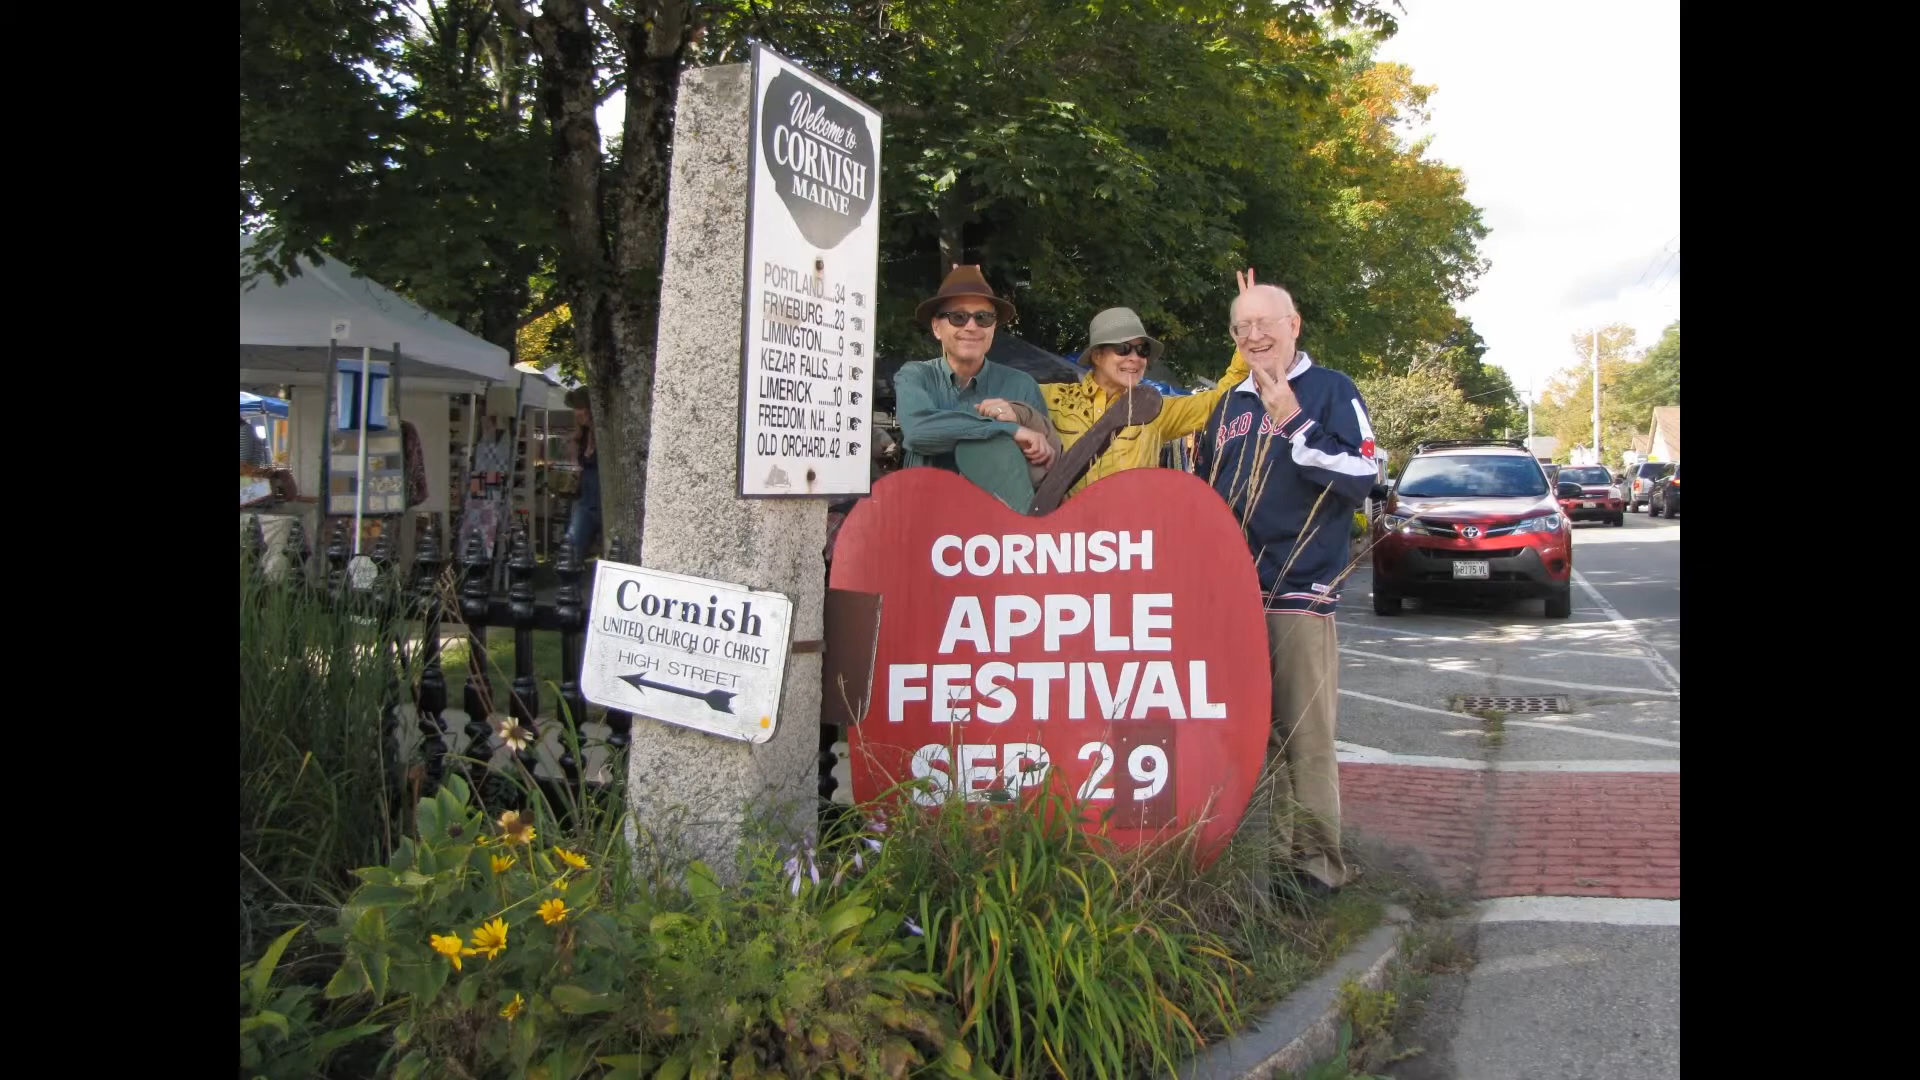 Welcome to
CORNISH
MAINE
PORTLAND....34
FRYEBURG.....23
LIMINGTON........9
KEZAR FALLS....4
LIMERICK .......10
FREEDOM, N.H. ...9
OLD ORCHARD..42
Cornish
UNITED CHURCH OF CHRIST
HIGH STREET
CORNISH
APPLE
FESTIVAL
SEP 29
RED SO